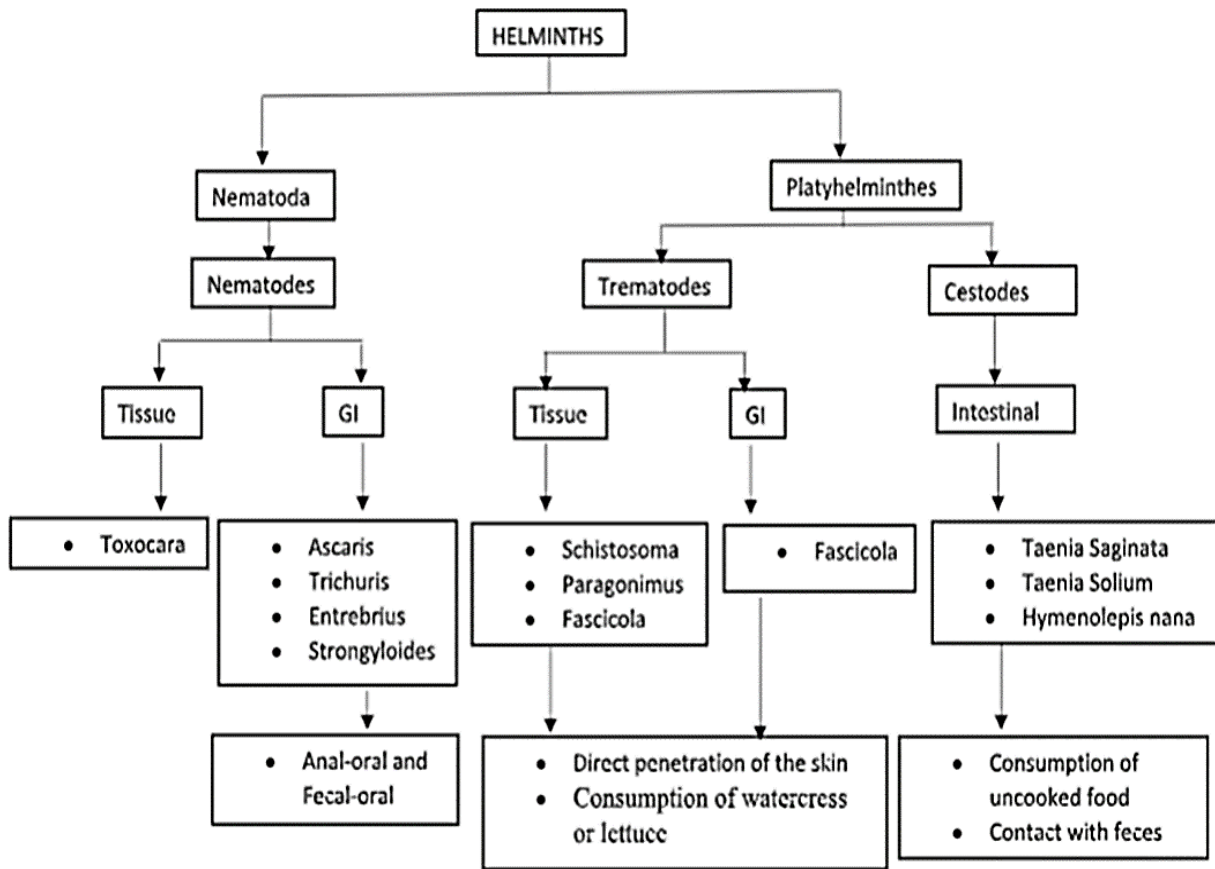 HELMINTHS
Nematoda
Platyhelminthes
Nematodes
Trematodes
Cestodes
Tissue
GI
Tissue
GI
Intestinal
• Toxocara
• Ascaris
• Trichuris
• Entrebrius
• Strongyloides
• Schistosoma
• Paragonimus
• Fascicola
• Fascicola
• Taenia Saginata
• Taenia Solium
• Hymenolepis nana
• Anal-oral and
Fecal-oral
• Direct penetration of the skin
• Consumption of watercress
or lettuce
• Consumption of
uncooked food
• Contact with feces